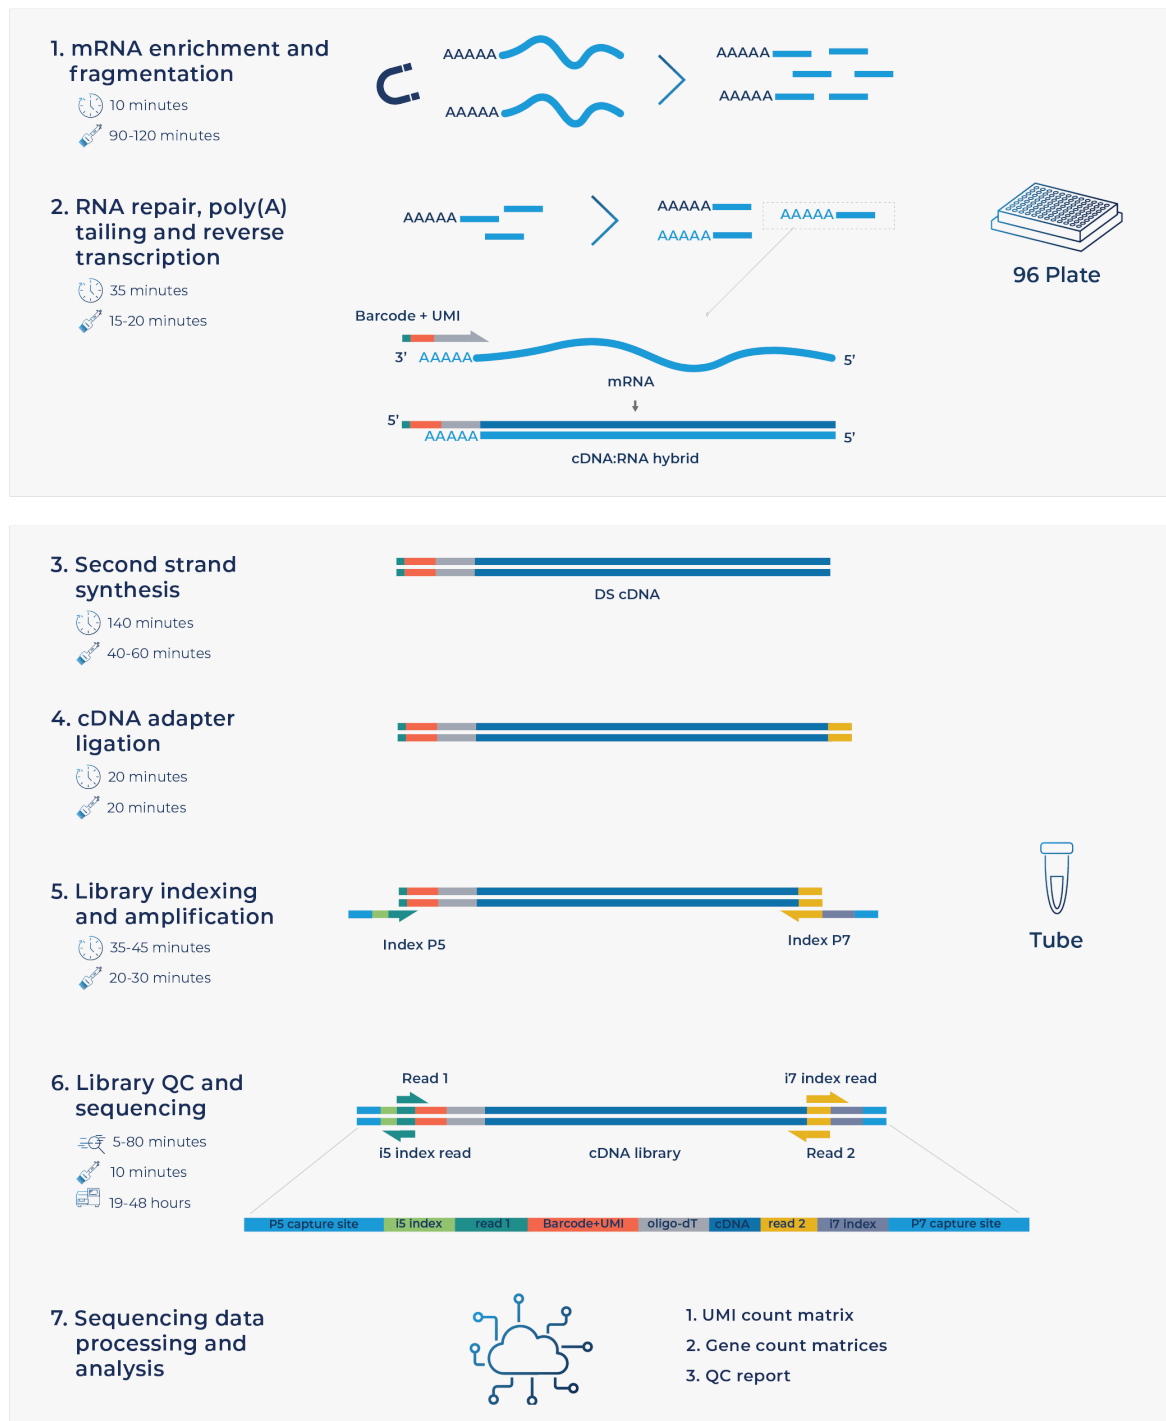 1. mRNA enrichment and
fragmentation
10 minutes
90-120 minutes
AAAAA
AAAAA
AAAAA
AAAAA
2. RNA repair, poly(A)
tailing and reverse
transcription
35 minutes
15-20 minutes
AAAAA
AAAAA
AAAAA
AAAAA
96 Plate
Barcode + UMI
3’ AAAAA
5’
mRNA
5’
AAAAA
5’
cDNA:RNA hybrid
3. Second strand
synthesis
140 minutes
40-60 minutes
DS cDNA
4. cDNA adapter
ligation
20 minutes
20 minutes
5. Library indexing
and amplification
35-45 minutes
20-30 minutes
Index P5
Index P7
Tube
6. Library QC and
sequencing
5-80 minutes
10 minutes
19-48 hours
Read 1
i7 index read
i5 index read
cDNA library
Read 2
P5 capture site
i5 index
read 1
Barcode+UMI
oligo-dT
cDNA
read 2
i7 index
P7 capture site
7. Sequencing data
processing and
analysis
1. UMI count matrix
2. Gene count matrices
3. QC report